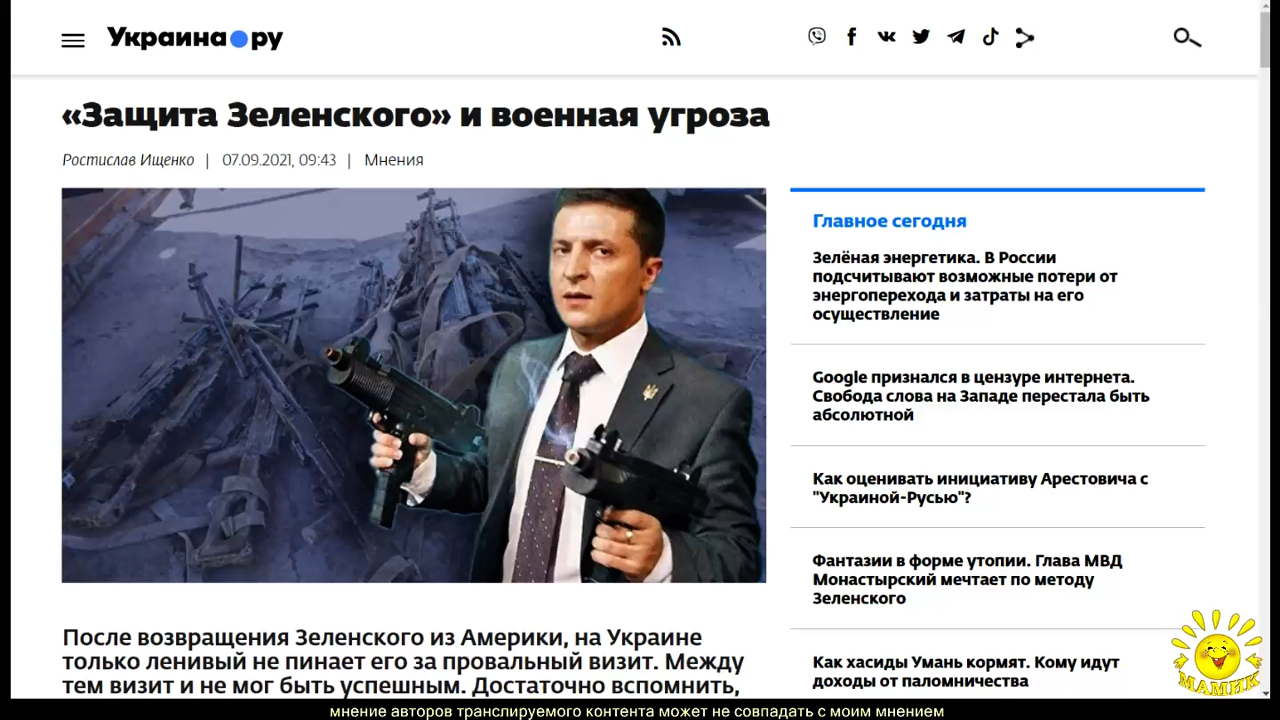 Украина ру
«Защита Зеленского» и военная угроза
Ростислав Ищенко | 07.09.2021, 09:43 | Мнения
Главное сегодня
Зелёная энергетика. В России
подсчитывают возможные потери от
энергоперехода и затраты на его
осуществление
Google признался в цензуре интернета.
Свобода слова на Западе перестала быть
абсолютной
Как оценивать инициативу Арестовича с
"Украиной-Русью"?
Фантазии в форме утопии. Глава МВД
Монастырский мечтает по методу
Зеленского
Как хасиды Умань кормят. Кому идут
доходы от паломничества
После возвращения Зеленского из Америки, на Украине
только ленивый не пинает его за провальный визит. Между
тем визит и не мог быть успешным. Достаточно вспомнить,
МАМИК
мнение авторов транслируемого контента может не совпадать с моим мнением